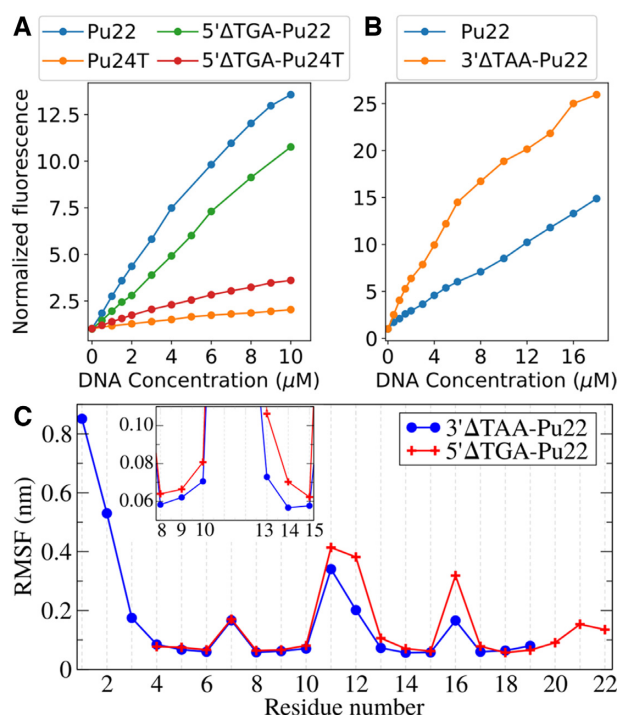 A
Pu22
5'ΔTGA-Pu22
Pu24T
5'ΔTGA-Pu24T
Normalized fluorescence
12.5
10.0
7.5
5.0
2.5
0 2 4 6 8 10
DNA Concentration (μM)
B
Pu22
3'ΔTAA-Pu22
25
20
15
10
5
0
0 4 8 12 16
DNA Concentration (μM)
C
3'ΔTAA-Pu22
5'ΔTGA-Pu22
RMSF (nm)
0.8
0.6
0.4
0.2
0
0.10
0.08
0.06
8 9 10 13 14 15
2 4 6 8 10 12 14 16 18 20 22
Residue number